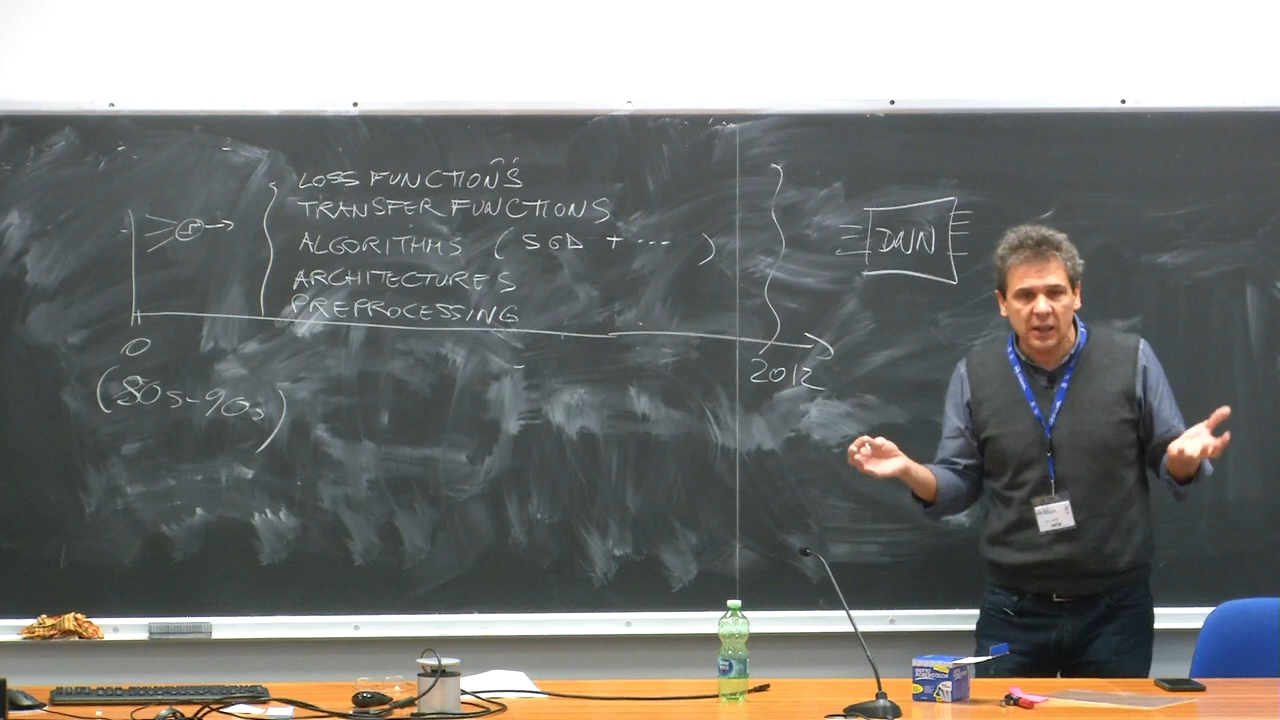 LOSS FUNCTIONS
TRANSFER FUNCTIONS
ALGORITHMS (SGD + ... )
ARCHITECTURES
PREPROCESSING
DNN
0
(80s-90s)
2012